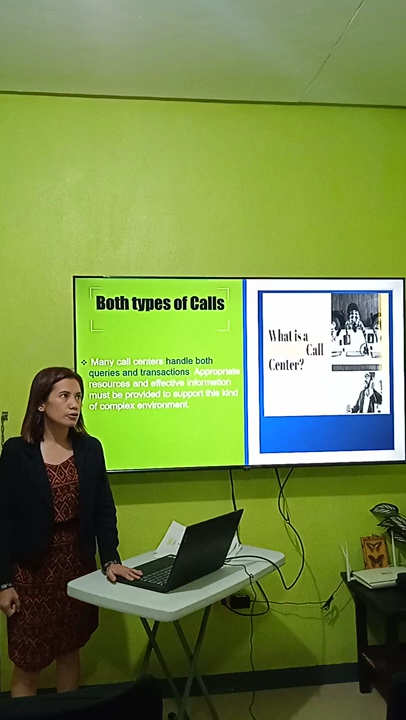 Both types of Calls
Many call centers handle both
queries and transactions. Appropriate
resources and effective information
must be provided to support this kind
of complex environment.
What is a
Call
Center?